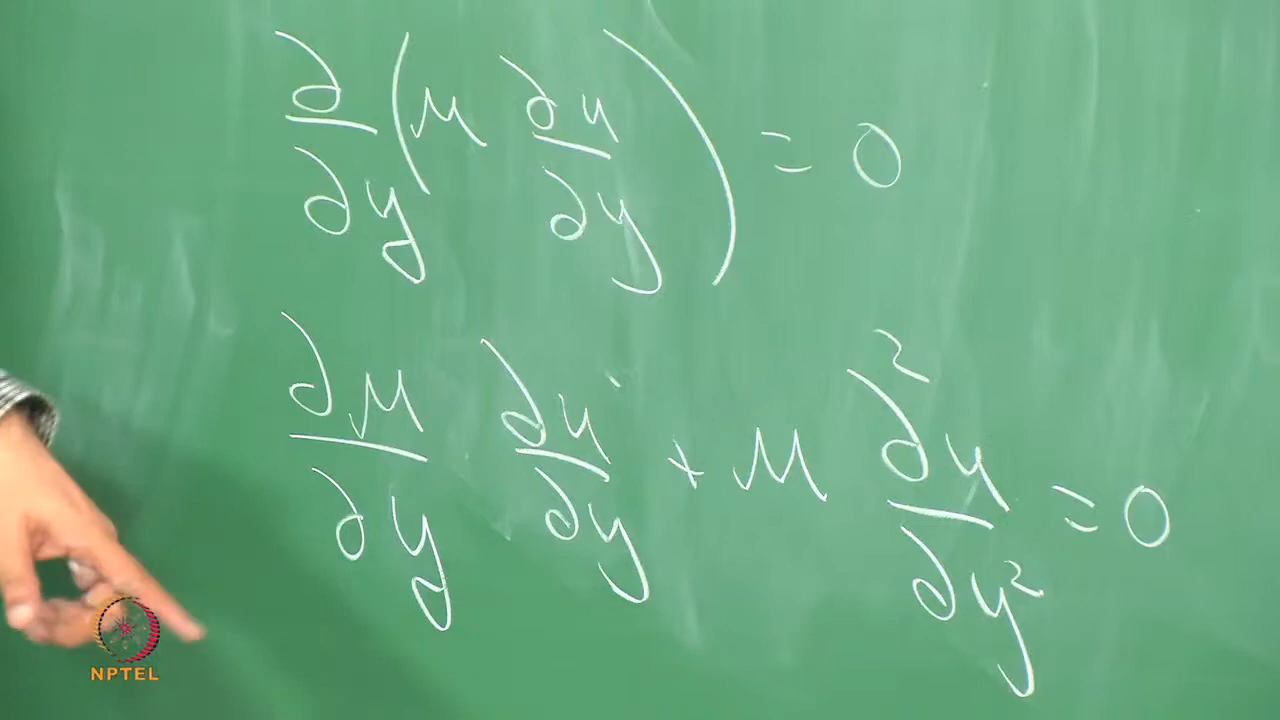 ∂/∂y (μ ∂u/∂y) = 0
∂μ/∂y ∂u/∂y + μ ∂²u/∂y² = 0
NPTEL